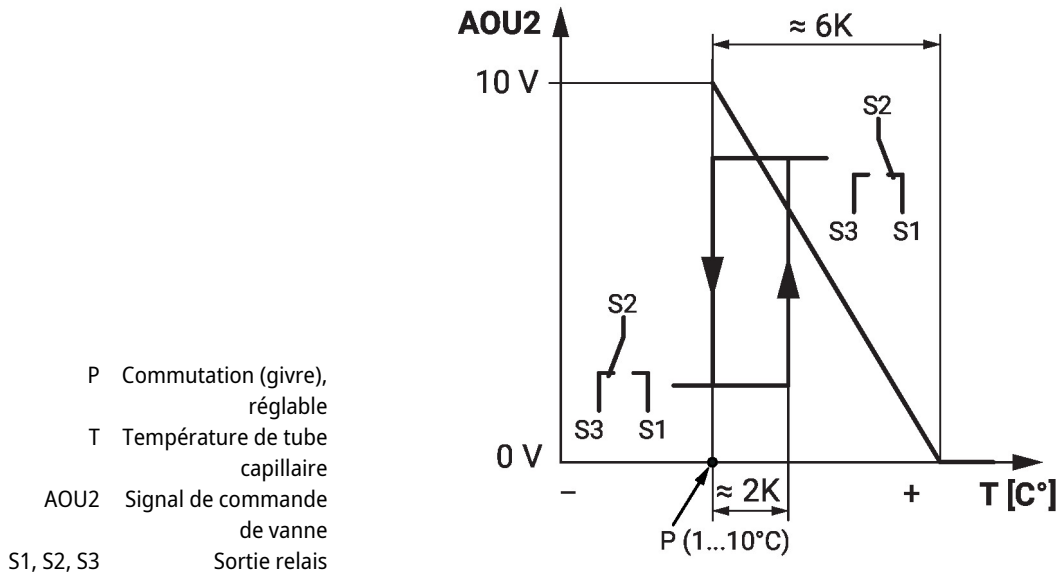 P Commutation (givre),
réglable
T Température de tube
capillaire
AOU2 Signal de commande
de vanne
S1, S2, S3 Sortie relais
AOU2
≈ 6K
10 V
S2
S3 S1
S2
S3 S1
0 V
– ≈ 2K + T [C°]
P (1...10°C)